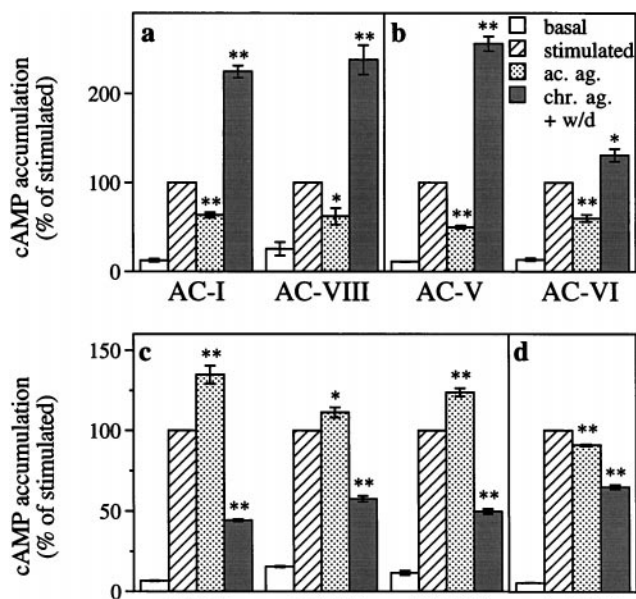 a
b
basal
stimulated
ac. ag.
chr. ag.
+ w/d
cAMP accumulation
(% of stimulated)
200
100
0
** ** ** *
** * ** **
AC-I AC-VIII AC-V AC-VI
c
d
cAMP accumulation
(% of stimulated)
150
100
50
0
** * ** **
** ** ** **